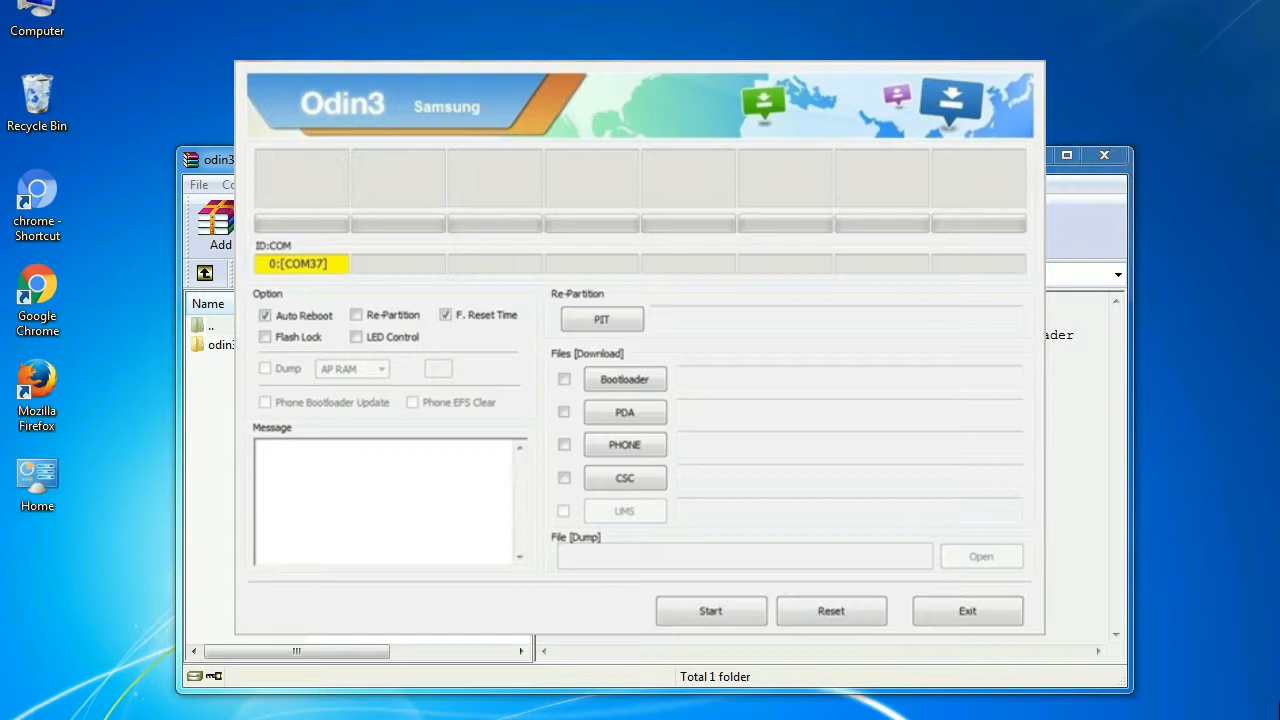 Computer
Recycle Bin
chrome -
Shortcut
Google
Chrome
Mozilla
Firefox
Home
odin3
File
Add
Name
..
odin3
ader
Total 1 folder
Odin3 Samsung
ID:COM
0:[COM37]
Option
Auto Reboot Re-Partition F. Reset Time
Flash Lock LED Control
Dump AP RAM
Phone Bootloader Update Phone EFS Clear
Message
Re-Partition
PIT
Files [Download]
Bootloader
PDA
PHONE
CSC
UMS
File [Dump]
Open
Start Reset Exit